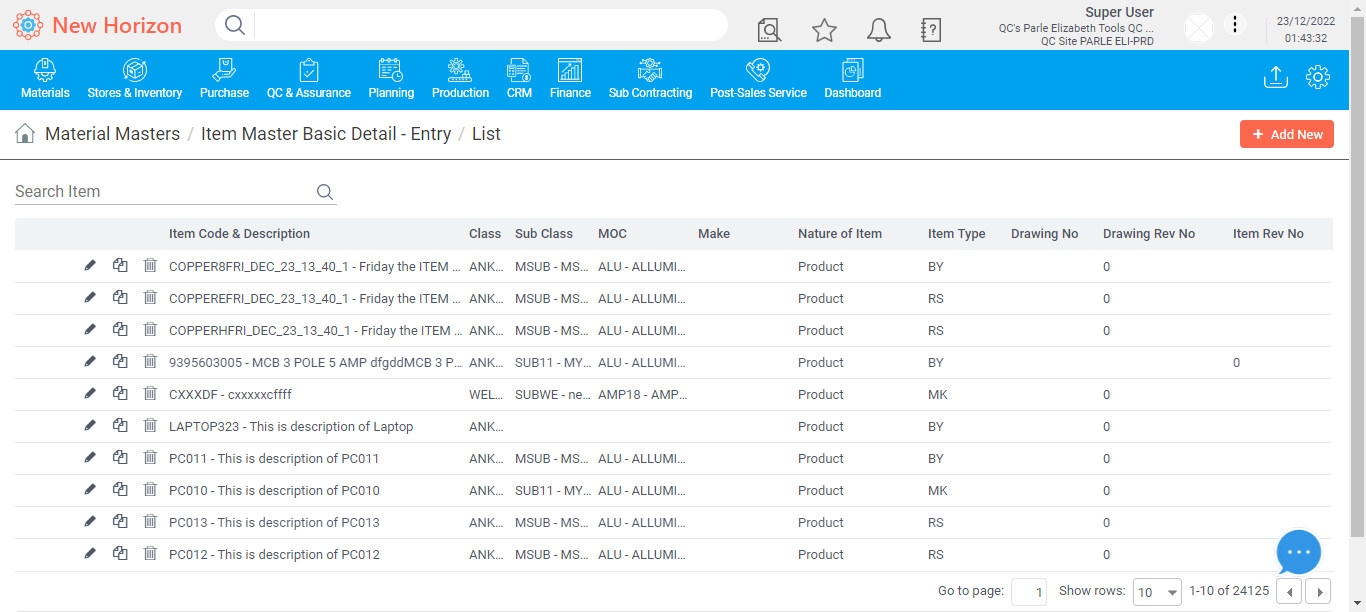 New Horizon
Super User
QC's Parle Elizabeth Tools QC ...
QC Site PARLE ELI-PRD
23/12/2022
01:43:32
Materials Stores & Inventory Purchase QC & Assurance Planning Production CRM Finance Sub Contracting Post-Sales Service Dashboard
Material Masters / Item Master Basic Detail - Entry / List
+ Add New
Search Item
Item Code & Description Class Sub Class MOC Make Nature of Item Item Type Drawing No Drawing Rev No Item Rev No
COPPER8FRI_DEC_23_13_40_1 - Friday the ITEM ... ANK... MSUB - MS... ALU - ALLUMI... Product BY 0
COPPEREFRI_DEC_23_13_40_1 - Friday the ITEM ... ANK... MSUB - MS... ALU - ALLUMI... Product RS 0
COPPERHFRI_DEC_23_13_40_1 - Friday the ITEM ... ANK... MSUB - MS... ALU - ALLUMI... Product RS 0
9395603005 - MCB 3 POLE 5 AMP dfgddMCB 3 P... ANK... SUB11 - MY... ALU - ALLUMI... Product BY 0
CXXXDF - cxxxxxcffff WEL... SUBWE - ne... AMP18 - AMP... Product MK 0
LAPTOP323 - This is description of Laptop ANK... Product BY 0
PC011 - This is description of PC011 ANK... MSUB - MS... ALU - ALLUMI... Product BY 0
PC010 - This is description of PC010 ANK... SUB11 - MY... ALU - ALLUMI... Product MK 0
PC013 - This is description of PC013 ANK... MSUB - MS... ALU - ALLUMI... Product RS 0
PC012 - This is description of PC012 ANK... MSUB - MS... ALU - ALLUMI... Product RS 0
Go to page: 1 Show rows: 10 1-10 of 24125